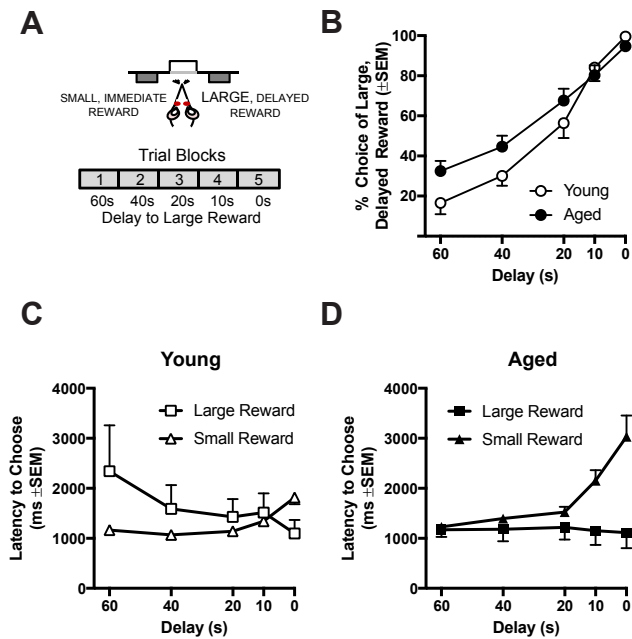 A
SMALL, IMMEDIATE REWARD
LARGE, DELAYED REWARD
Trial Blocks
1 2 3 4 5
60s 40s 20s 10s 0s
Delay to Large Reward
B
% Choice of Large,
Delayed Reward (±SEM)
100
80
60
40
20
Young
Aged
60 40 20 10 0
Delay (s)
C
Young
Latency to Choose
(ms ±SEM)
4000
3000
2000
1000
0
Large Reward
Small Reward
60 40 20 10 0
Delay (s)
D
Aged
Latency to Choose
(ms ±SEM)
4000
3000
2000
1000
0
Large Reward
Small Reward
60 40 20 10 0
Delay (s)